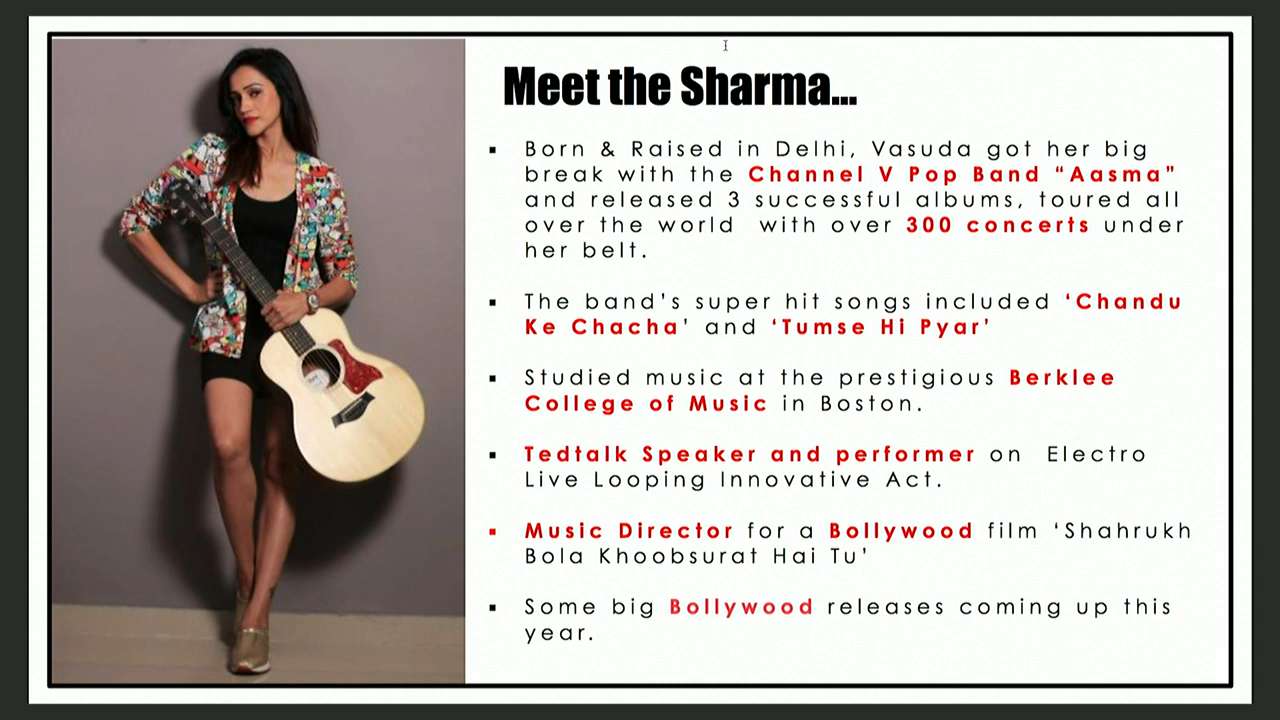 Meet the Sharma...
Born & Raised in Delhi, Vasuda got her big
break with the Channel V Pop Band “Aasma”
and released 3 successful albums, toured all
over the world with over 300 concerts under
her belt.
The band’s super hit songs included ‘Chandu
Ke Chacha’ and ‘Tumse Hi Pyar’
Studied music at the prestigious Berklee
College of Music in Boston.
Tedtalk Speaker and performer on Electro
Live Looping Innovative Act.
Music Director for a Bollywood film ‘Shahrukh
Bola Khoobsurat Hai Tu’
Some big Bollywood releases coming up this
year.